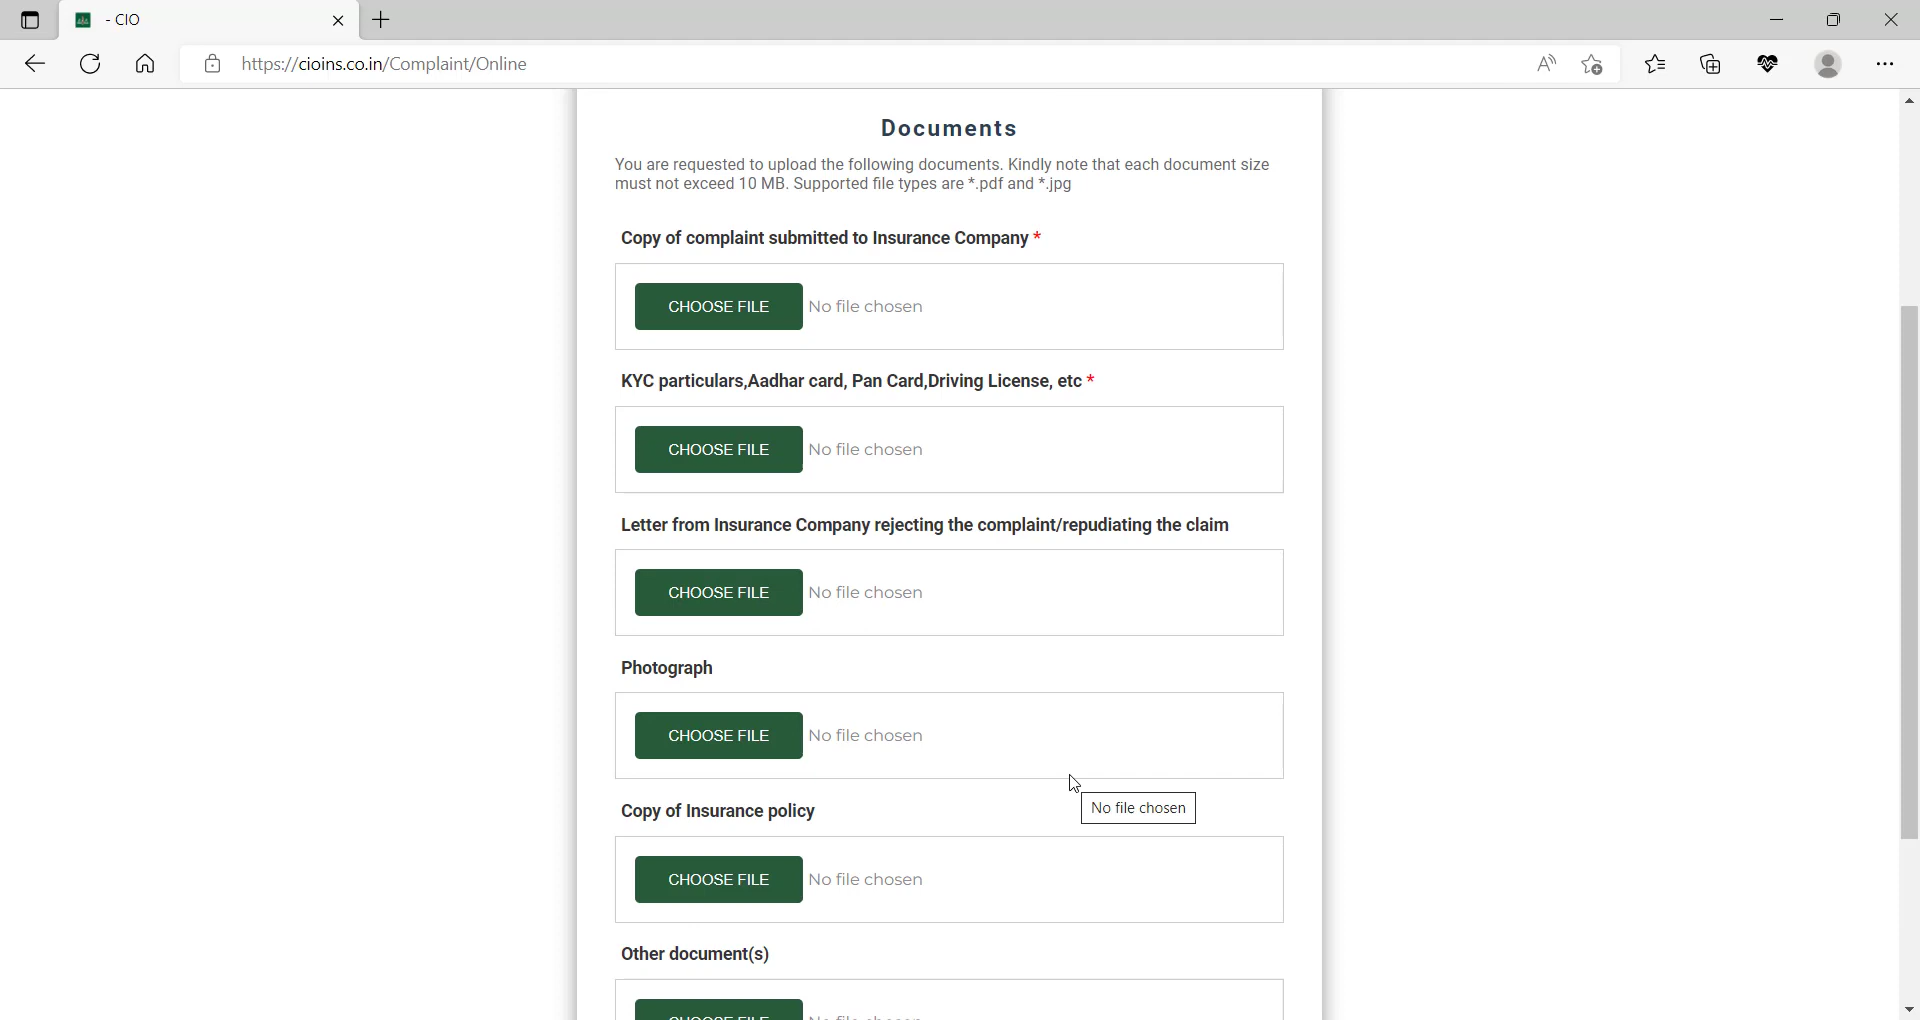 - CIO
https://cioins.co.in/Complaint/Online
Documents
You are requested to upload the following documents. Kindly note that each document size
must not exceed 10 MB. Supported file types are *.pdf and *.jpg
Copy of complaint submitted to Insurance Company *
CHOOSE FILE No file chosen
KYC particulars,Aadhar card, Pan Card,Driving License, etc *
CHOOSE FILE No file chosen
Letter from Insurance Company rejecting the complaint/repudiating the claim
CHOOSE FILE No file chosen
Photograph
CHOOSE FILE No file chosen
No file chosen
Copy of Insurance policy
CHOOSE FILE No file chosen
Other document(s)
CHOOSE FILE No file chosen